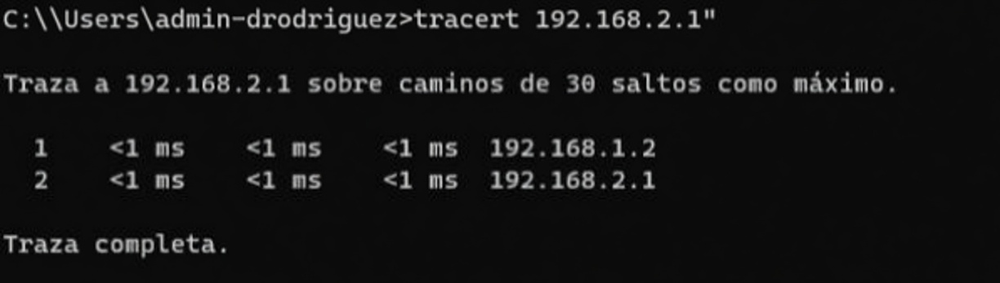 C:\\Users\admin-drodriguez>tracert 192.168.2.1"
Traza a 192.168.2.1 sobre caminos de 30 saltos como máximo.
1 <1 ms <1 ms <1 ms 192.168.1.2
2 <1 ms <1 ms <1 ms 192.168.2.1
Traza completa.